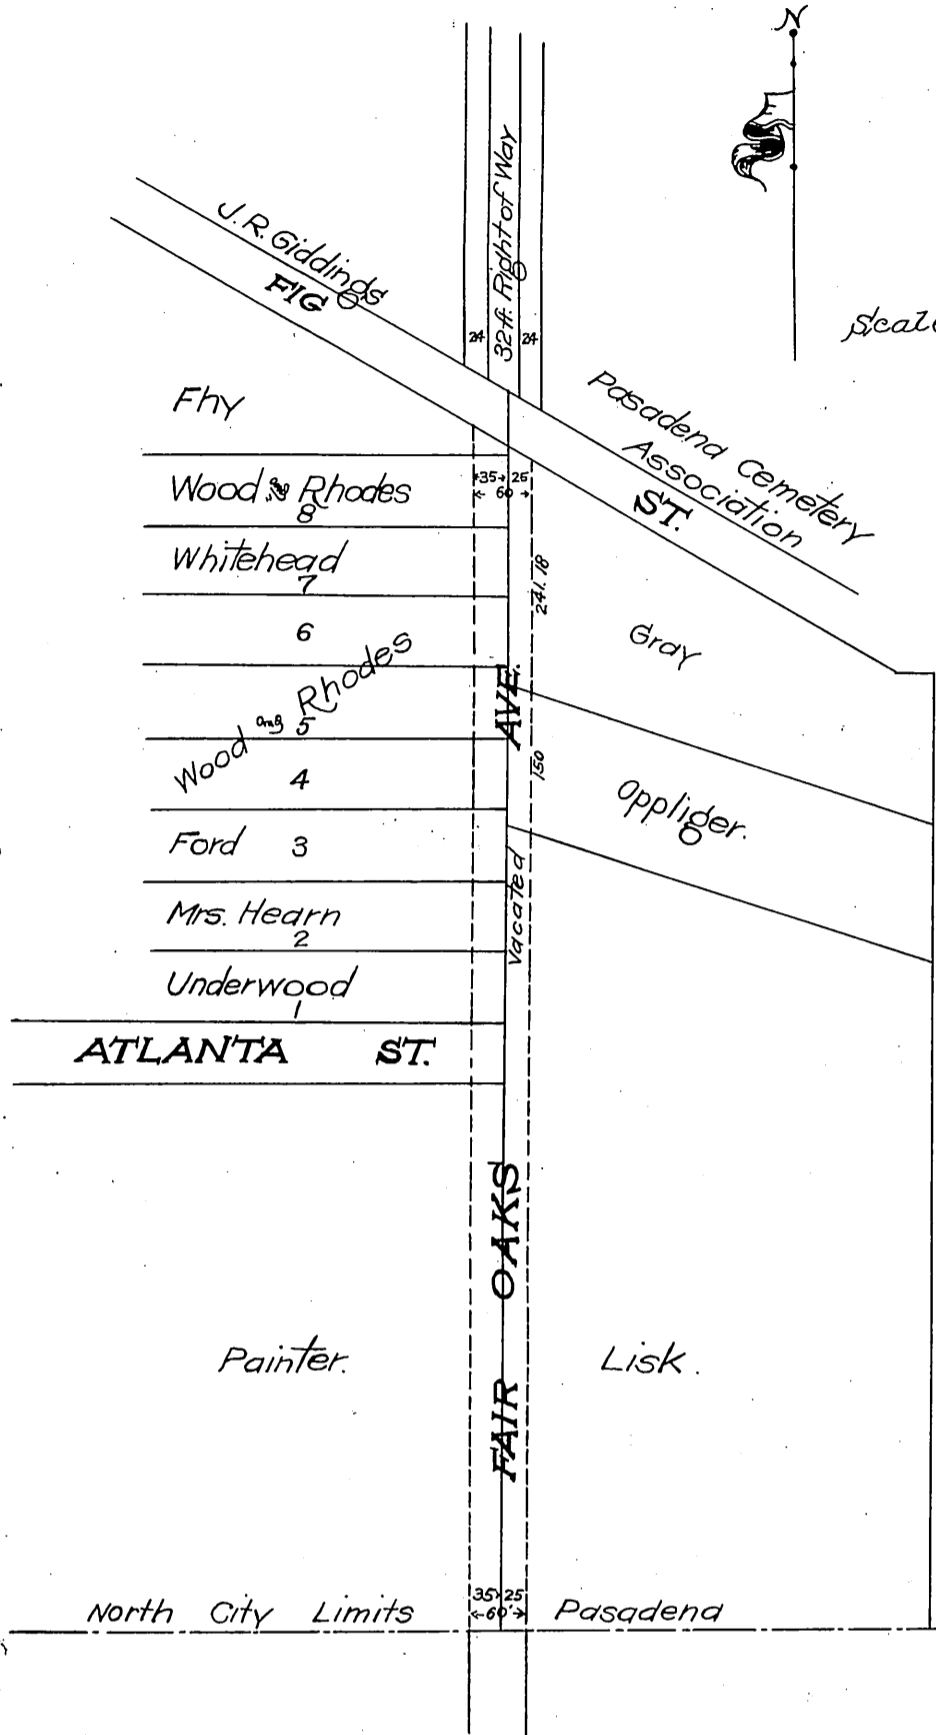 N
32 ft. Right of Way
24
24
Scale
J.R. Giddings
FIG
ST.
Pasadena Cemetery
Association
Fhy
Wood and Rhodes
8
35 25
60
Whitehead
7
241.18
6
Gray
Wood and Rhodes
5
AVE.
4
150
Oppliger.
Ford 3
Vacated
Mrs. Hearn
2
Underwood
1
ATLANTA ST.
FAIR OAKS
Painter.
Lisk.
35 25
60'
North City Limits Pasadena